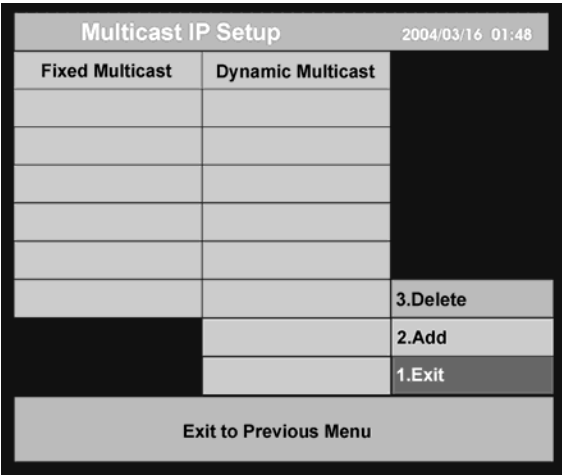 Multicast IP Setup 2004/03/16 01:48
Fixed Multicast Dynamic Multicast
3.Delete
2.Add
1.Exit
Exit to Previous Menu